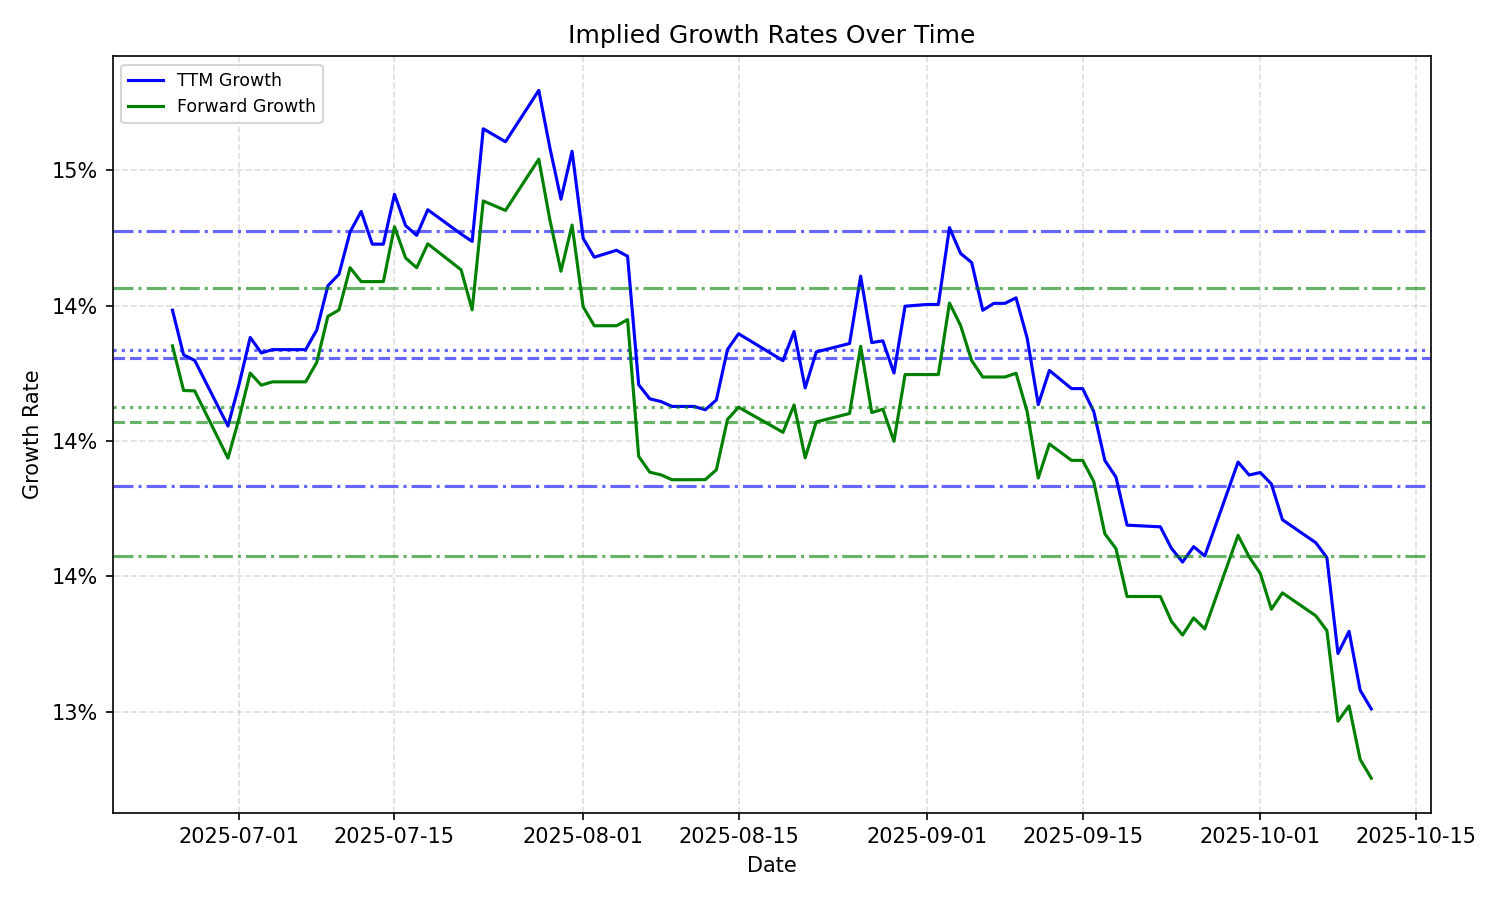 Implied Growth Rates Over Time
TTM Growth
Forward Growth
15%
14%
14%
14%
13%
Growth Rate
2025-07-01
2025-07-15
2025-08-01
2025-08-15
2025-09-01
2025-09-15
2025-10-01
2025-10-15
Date